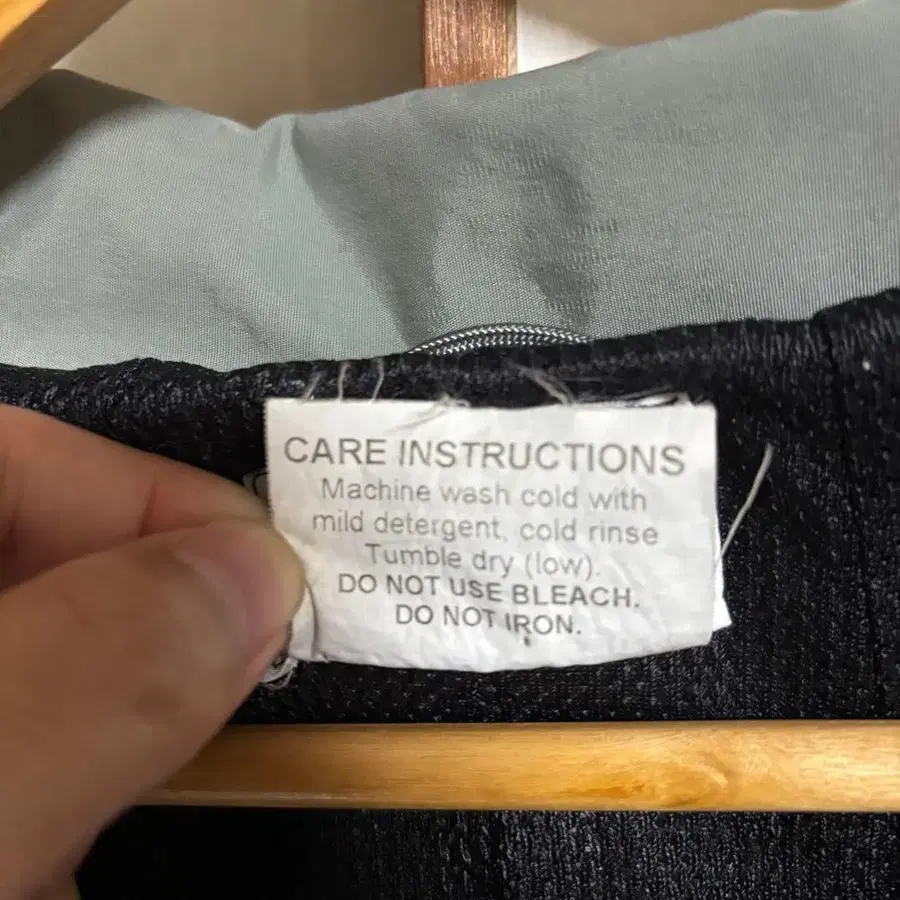 CARE INSTRUCTIONS
Machine wash cold with
mild detergent, cold rinse
Tumble dry (low).
DO NOT USE BLEACH.
DO NOT IRON.